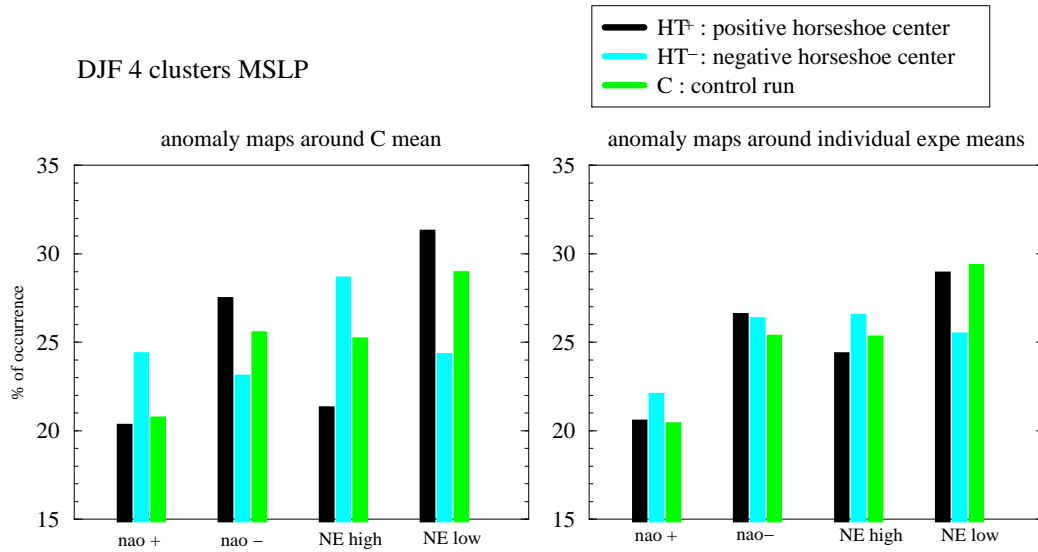 HT+ : positive horseshoe center
HT− : negative horseshoe center
C : control run
DJF 4 clusters MSLP
anomaly maps around C mean
anomaly maps around individual expe means
35
30
25
20
15
% of occurrence
nao +
nao −
NE high
NE low
35
30
25
20
15
nao +
nao−
NE high
NE low